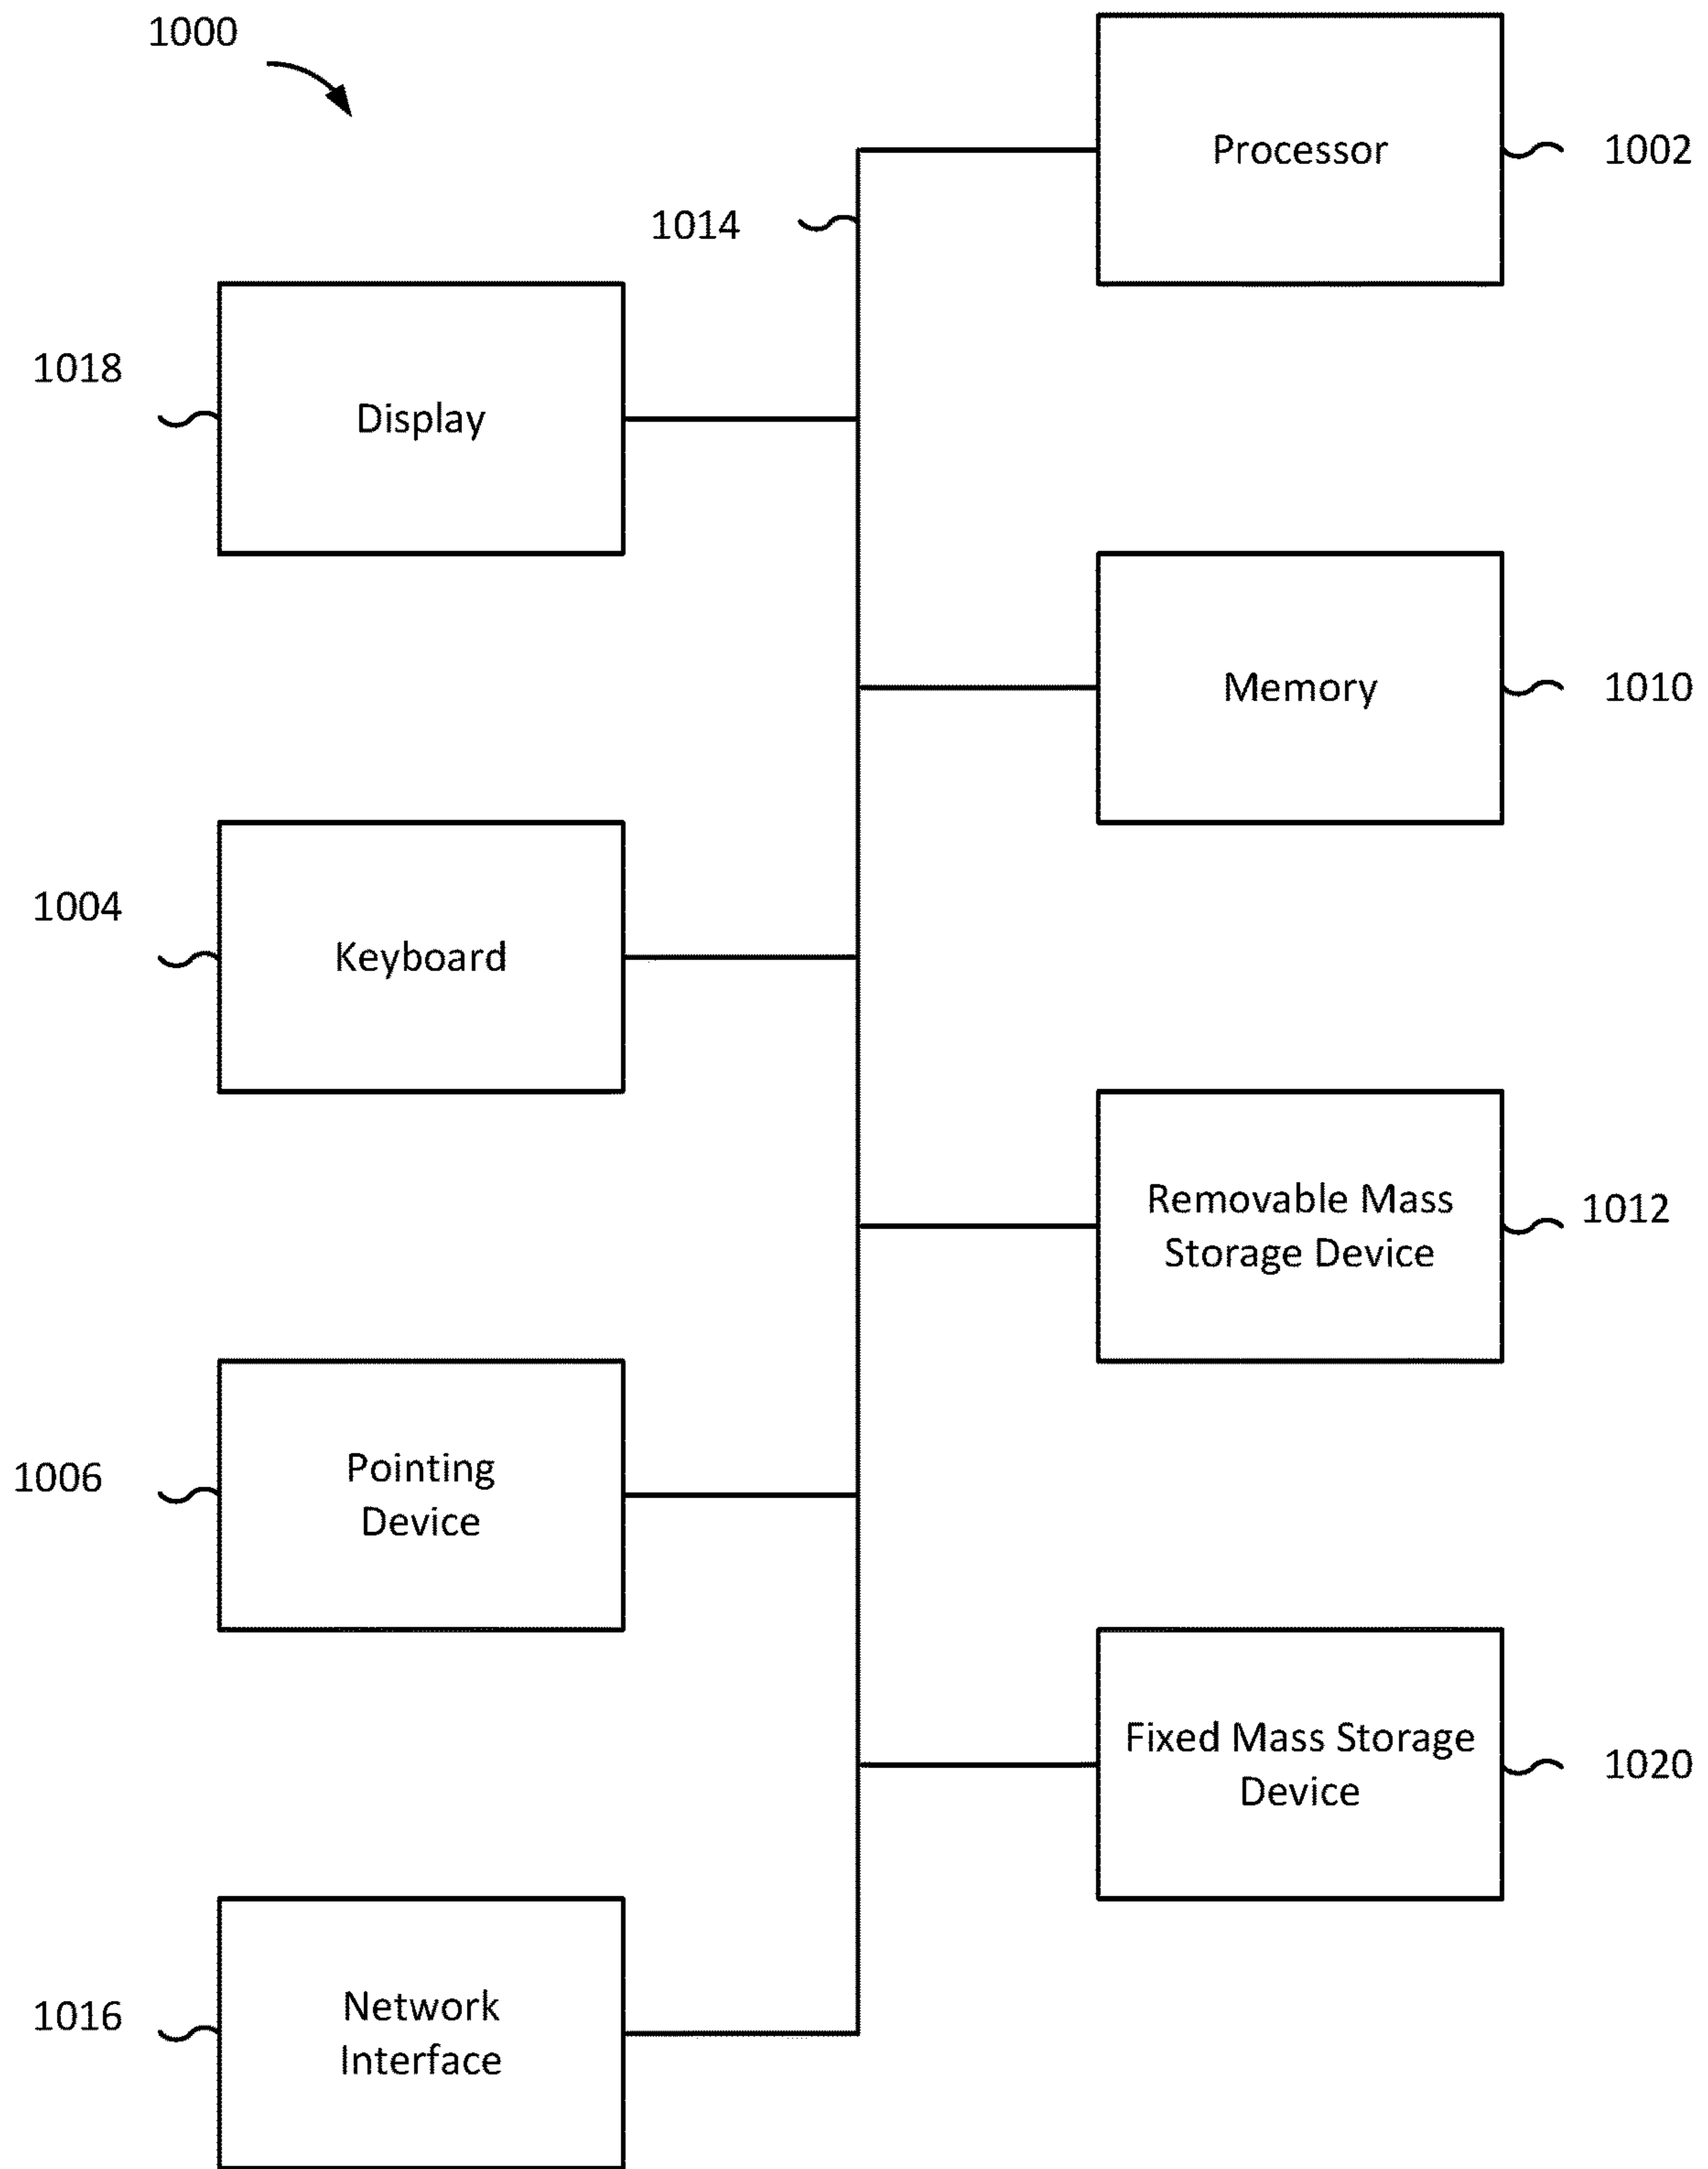 1000
Processor
1002
1014
1018
Display
Memory
1010
1004
Keyboard
Removable Mass
Storage Device
1012
1006
Pointing
Device
Fixed Mass Storage
Device
1020
1016
Network
Interface